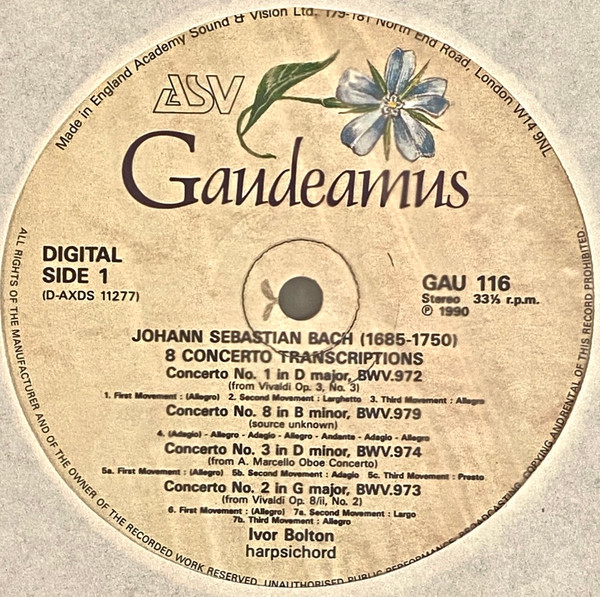 Made in England Academy Sound & Vision Ltd. 179-181 North End Road, London W14 9NL
ASV
Gaudeamus
DIGITAL
SIDE 1
(D-AXDS 11277)
GAU 116
Stereo 33⅓ r.p.m.
℗ 1990
JOHANN SEBASTIAN BACH (1685-1750)
8 CONCERTO TRANSCRIPTIONS
Concerto No. 1 in D major, BWV.972
(from Vivaldi Op. 3, No. 3)
1. First Movement : (Allegro) 2. Second Movement : Larghetto 3. Third Movement : Allegro
Concerto No. 8 in B minor, BWV.979
(source unknown)
4. (Adagio) - Allegro - Adagio - Allegro - Andante - Adagio - Allegro
Concerto No. 3 in D minor, BWV.974
(from A. Marcello Oboe Concerto)
5a. First Movement : (Allegro) 5b. Second Movement : Adagio 5c. Third Movement : Presto
Concerto No. 2 in G major, BWV.973
(from Vivaldi Op. 8/ii, No. 2)
6. First Movement : (Allegro) 7a. Second Movement : Largo
7b. Third Movement : Allegro
Ivor Bolton
harpsichord
ALL RIGHTS OF THE MANUFACTURER AND OF THE OWNER OF THE RECORDED WORK RESERVED. UNAUTHORISED PUBLIC PERFORMANCE, BROADCASTING, COPYING AND RENTAL OF THIS RECORD PROHIBITED.